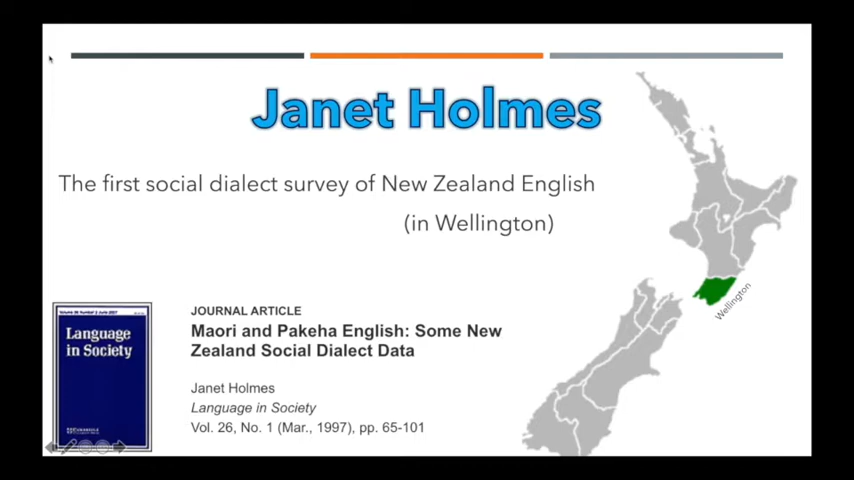 Janet Holmes
The first social dialect survey of New Zealand English
(in Wellington)
Wellington
Language
in Society
JOURNAL ARTICLE
Maori and Pakeha English: Some New
Zealand Social Dialect Data
Janet Holmes
Language in Society
Vol. 26, No. 1 (Mar., 1997), pp. 65-101